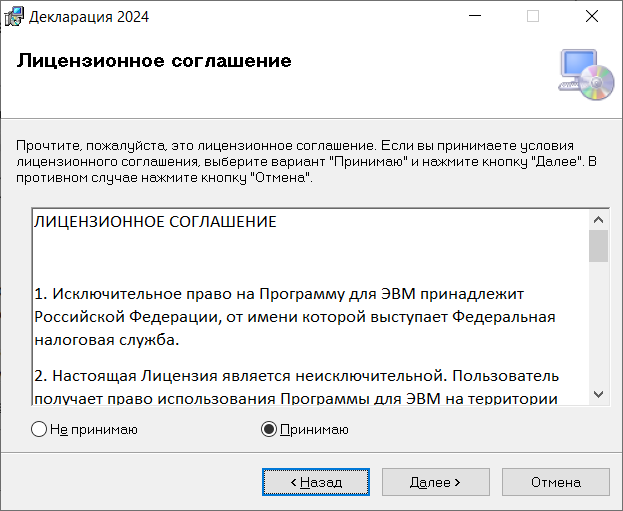 Декларация 2024
Лицензионное соглашение
Прочтите, пожалуйста, это лицензионное соглашение. Если вы принимаете условия
лицензионного соглашения, выберите вариант "Принимаю" и нажмите кнопку "Далее". В
противном случае нажмите кнопку "Отмена".
ЛИЦЕНЗИОННОЕ СОГЛАШЕНИЕ
1. Исключительное право на Программу для ЭВМ принадлежит
Российской Федерации, от имени которой выступает Федеральная
налоговая служба.
2. Настоящая Лицензия является неисключительной. Пользователь
получает право использования Программы для ЭВМ на территории
Не принимаю
Принимаю
< Назад
Далее >
Отмена